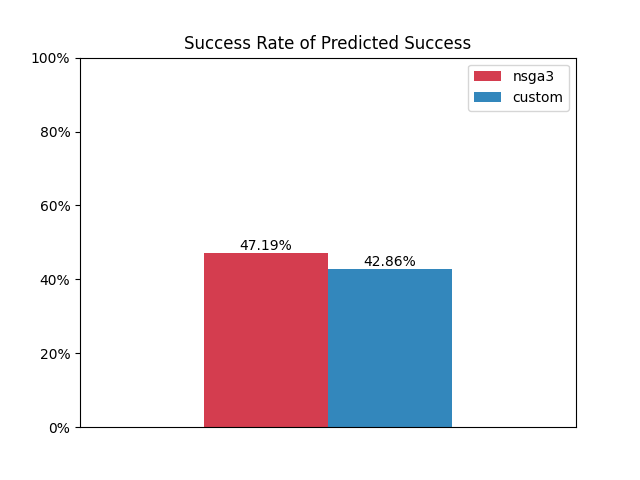 Success Rate of Predicted Success
100%
80%
60%
40%
20%
0%
nsga3
custom
47.19%
42.86%